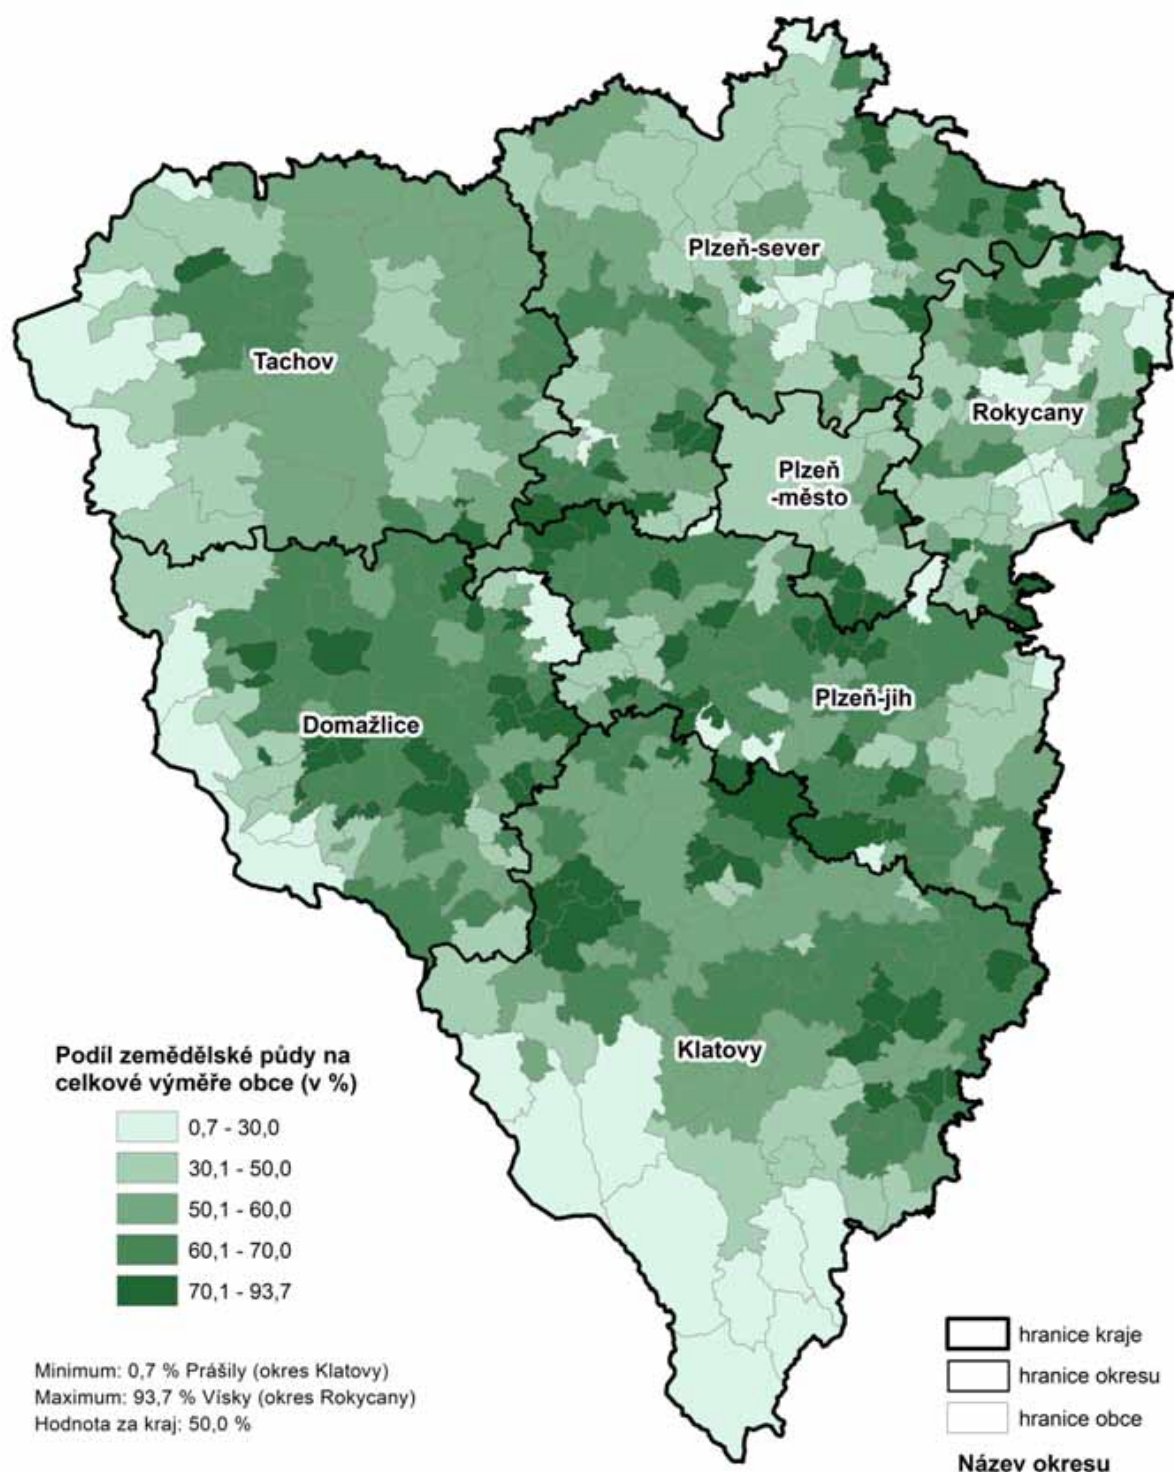 Plzeň-sever
Tachov
Rokycany
Plzeň
-město
Plzeň-jih
Domažlice
Klatovy
Podíl zemědělské půdy na
celkové výměře obce (v %)
0,7 - 30,0
30,1 - 50,0
50,1 - 60,0
60,1 - 70,0
70,1 - 93,7
Minimum: 0,7 % Prášily (okres Klatovy)
Maximum: 93,7 % Vísky (okres Rokycany)
Hodnota za kraj: 50,0 %
hranice kraje
hranice okresu
hranice obce
Název okresu